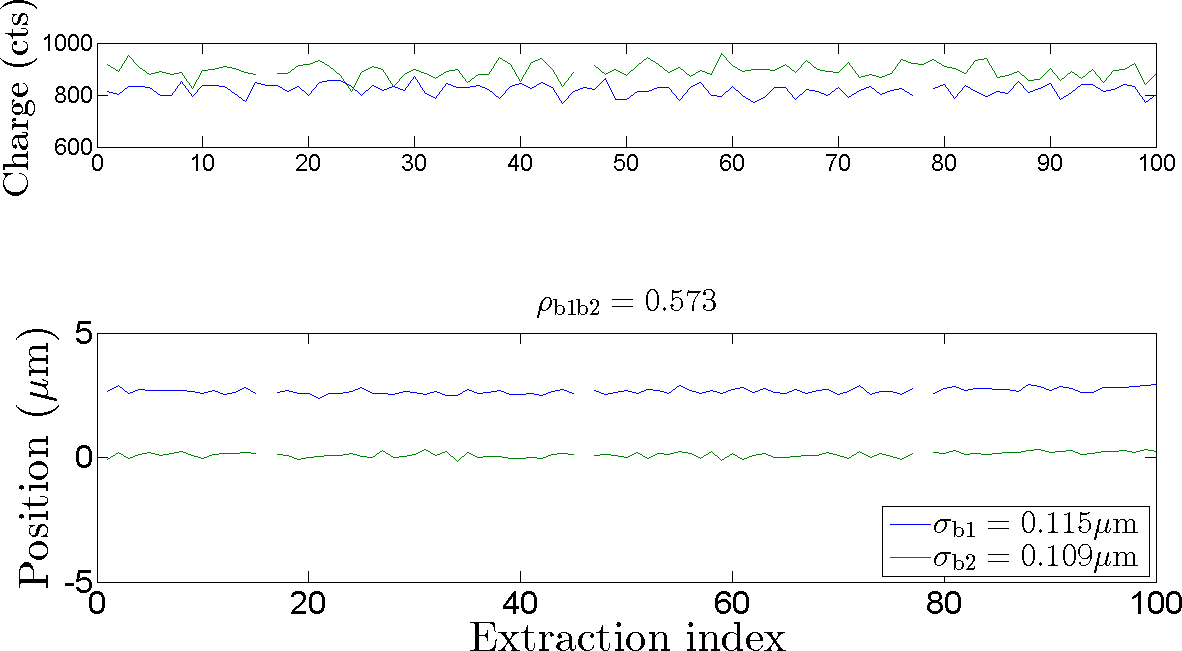 Charge (cts)
1000
800
600
0 10 20 30 40 50 60 70 80 90 100
ρb1b2 = 0.573
Position (μm)
5
0
-5
σb1 = 0.115μm
σb2 = 0.109μm
0 20 40 60 80 100
Extraction index